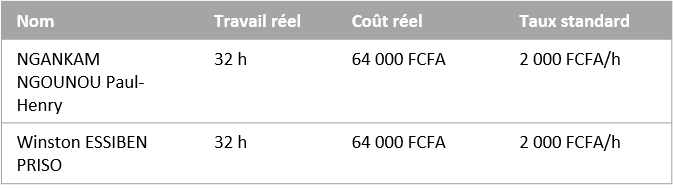 Nom Travail réel Coût réel Taux standard
NGANKAM 32 h 64 000 FCFA 2 000 FCFA/h
NGOUNOU Paul-
Henry
Winston ESSIBEN 32 h 64 000 FCFA 2 000 FCFA/h
PRISO